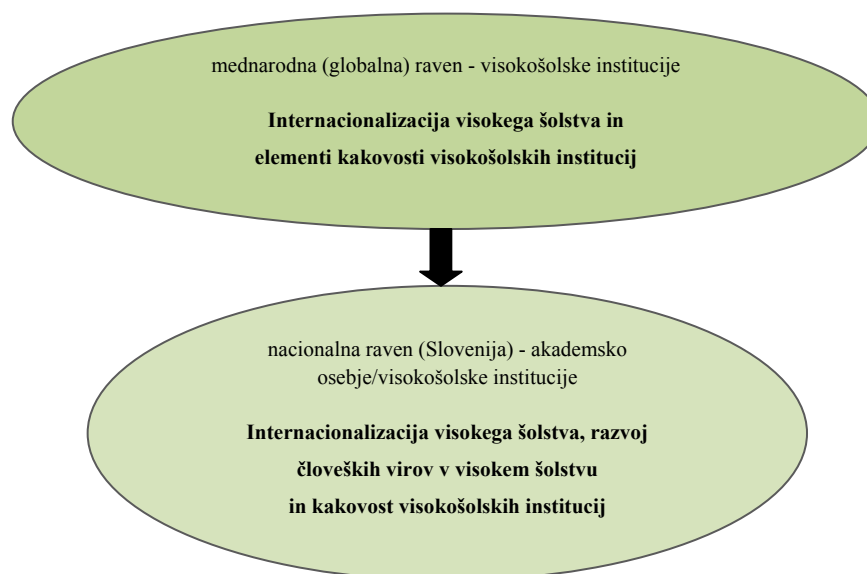 mednarodna (globalna) raven - visokošolske institucije
Internacionalizacija visokega šolstva in
elementi kakovosti visokošolskih institucij
nacionalna raven (Slovenija) - akademsko
osebje/visokošolske institucije
Internacionalizacija visokega šolstva, razvoj
človeških virov v visokem šolstvu
in kakovost visokošolskih institucij